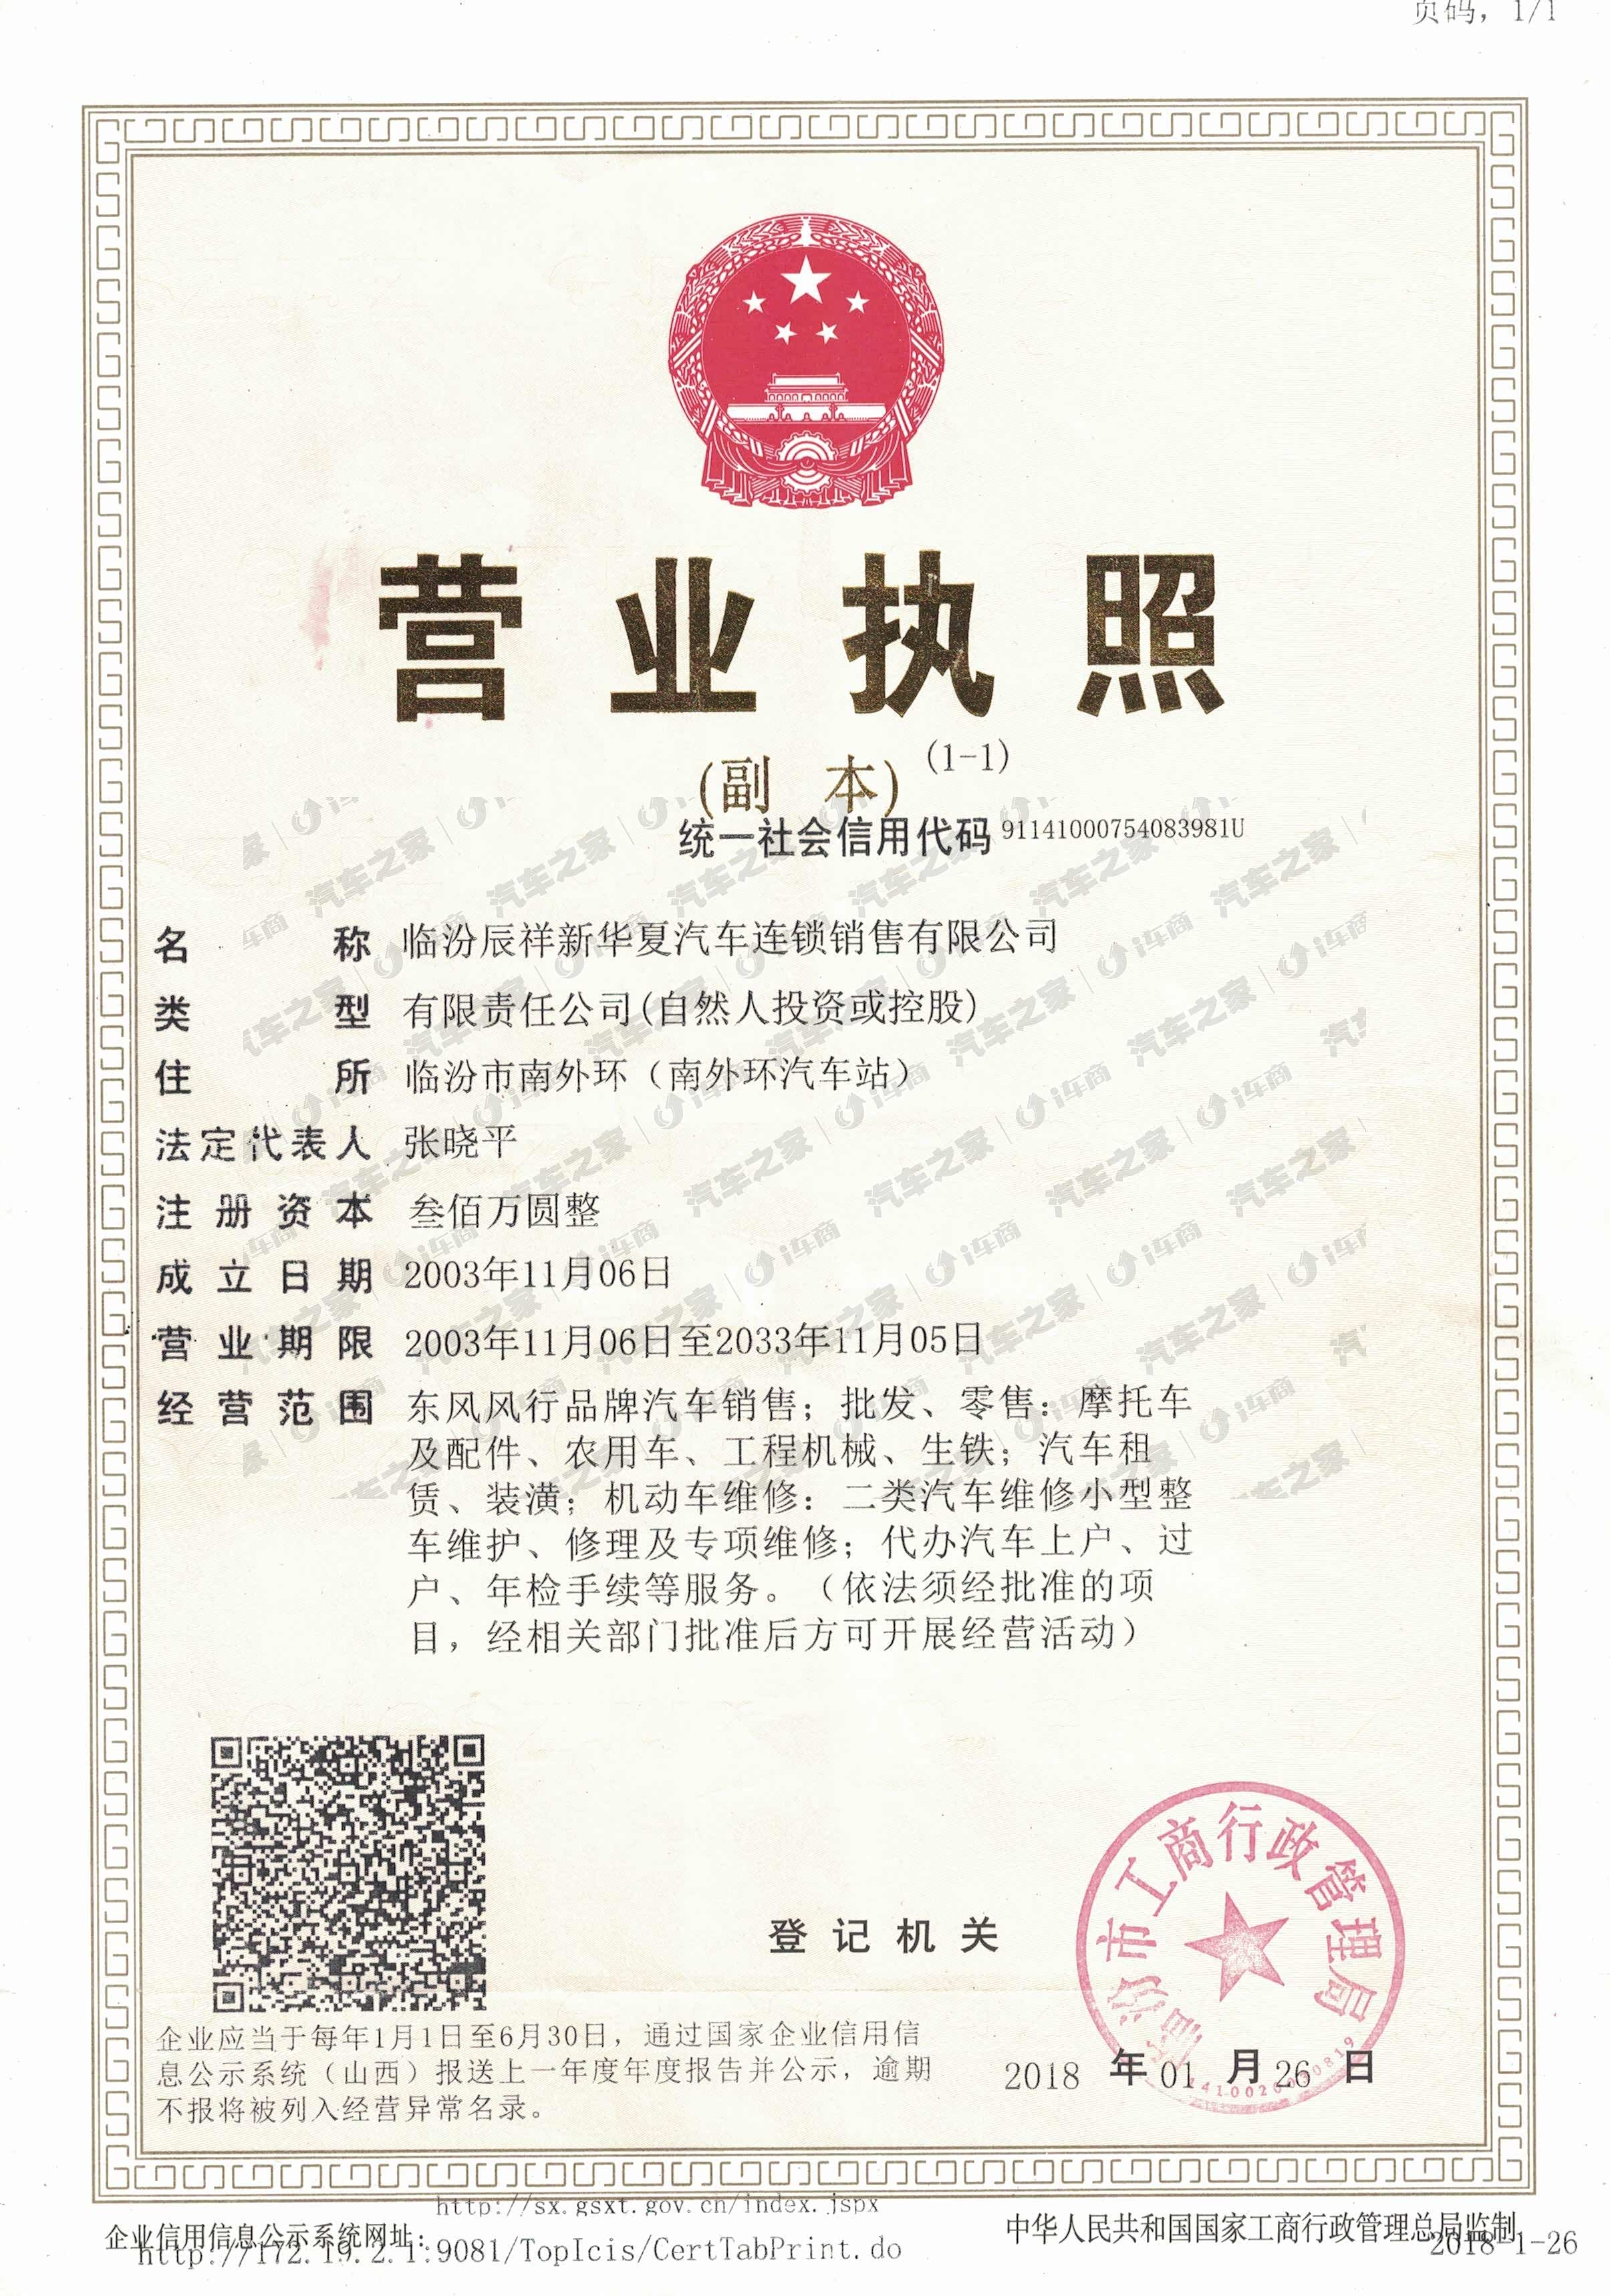 页码，1/1
营业执照
(副 本) (1-1)
统一社会信用代码 91141000754083981U
名 称 临汾辰祥新华夏汽车连锁销售有限公司
类 型 有限责任公司(自然人投资或控股)
住 所 临汾市南外环（南外环汽车站）
法定代表人 张晓平
注册资本 叁佰万圆整
成立日期 2003年11月06日
营业期限 2003年11月06日至2033年11月05日
经营范围 东风风行品牌汽车销售；批发、零售：摩托车
及配件、农用车、工程机械、生铁；汽车租
赁、装潢；机动车维修：二类汽车维修小型整
车维护、修理及专项维修；代办汽车上户、过
户、年检手续等服务。（依法须经批准的项
目，经相关部门批准后方可开展经营活动）
登记机关
临汾市工商行政管理局
2018 年 01 月 26 日
企业应当于每年1月1日至6月30日，通过国家企业信用信
息公示系统（山西）报送上一年度年度报告并公示，逾期
不报将被列入经营异常名录。
http://sx.gsxt.gov.cn/index.jspx
企业信用信息公示系统网址：
中华人民共和国国家工商行政管理总局监制
http://172.19.2.1:9081/TopIcis/CertTabPrint.do
2018-1-26
汽车之家 i车商